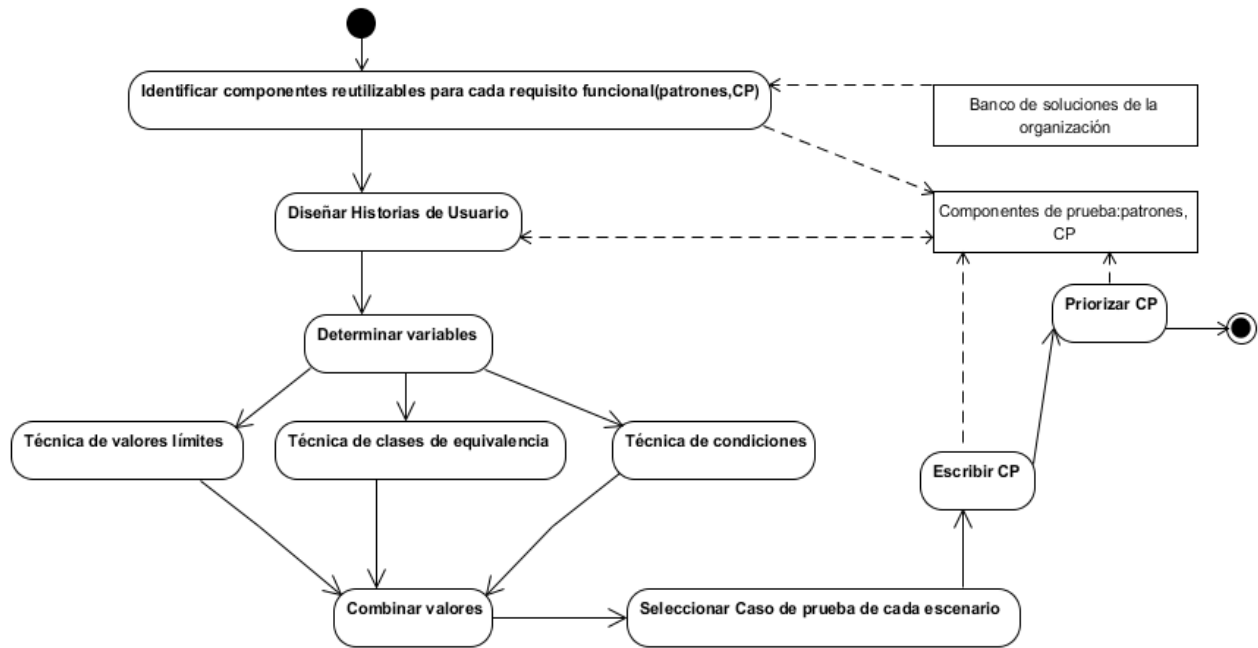 Identificar componentes reutilizables para cada requisito funcional(patrones,CP)
Banco de soluciones de la
organización
Diseñar Historias de Usuario
Componentes de prueba:patrones,
CP
Priorizar CP
Determinar variables
Técnica de valores límites
Técnica de clases de equivalencia
Técnica de condiciones
Escribir CP
Combinar valores
Seleccionar Caso de prueba de cada escenario